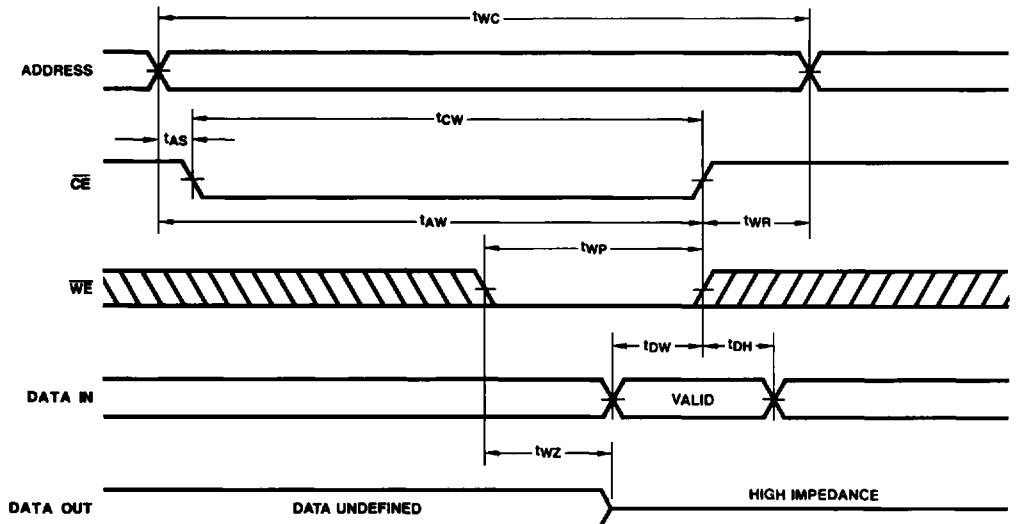 tWC
ADDRESS
tCW
tAS
CE
tAW
tWR
tWP
WE
tDW
tDH
DATA IN
VALID
tWZ
DATA OUT
DATA UNDEFINED
HIGH IMPEDANCE